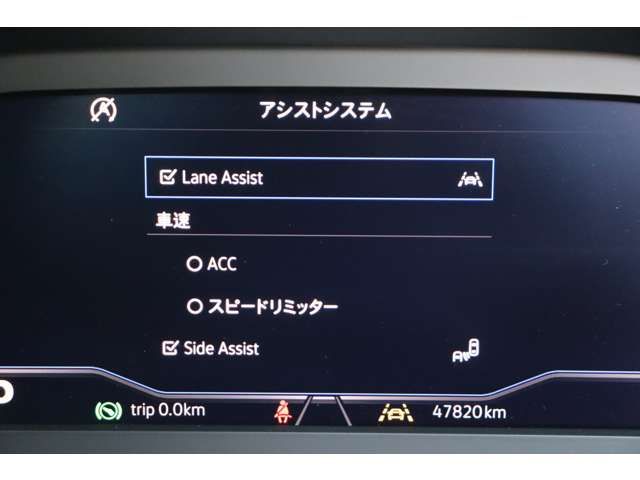 アシストシステム
Lane Assist
車速
ACC
スピードリミッター
Side Assist
trip 0.0km 47820km